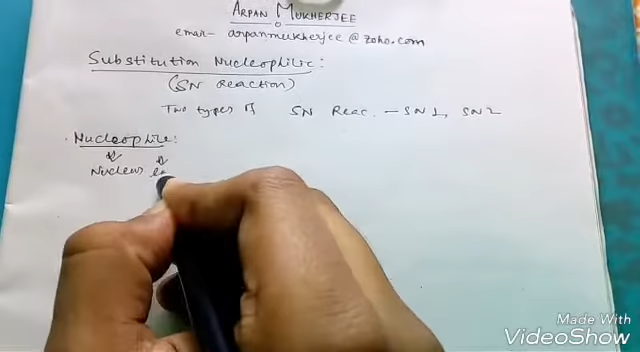 ARPAN MUKHERJEE
email- arpanmukherjee@zoho.com
Substitution Nucleophilic:
(SN Reaction)
Two types of SN Reac. - SN1, SN2
Nucleophile:
Nucleus
Made With
VideoShow